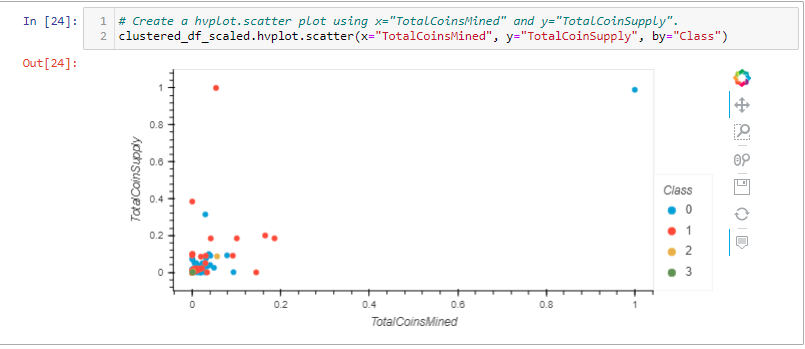 In [24]:
1 # Create a hvplot.scatter plot using x="TotalCoinsMined" and y="TotalCoinSupply".
2 clustered_df_scaled.hvplot.scatter(x="TotalCoinsMined", y="TotalCoinSupply", by="Class")
Out[24]:
TotalCoinSupply
1
0.8
0.6
0.4
0.2
0
0 0.2 0.4 0.6 0.8 1
TotalCoinsMined
Class
0
1
2
3